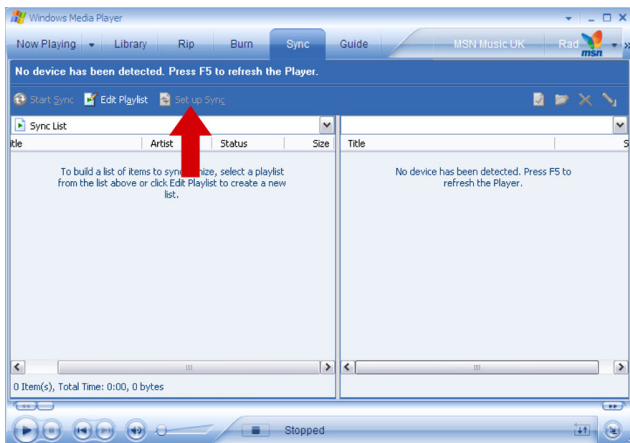 Windows Media Player
Now Playing Library Rip Burn Sync Guide MSN Music UK Rad msn
No device has been detected. Press F5 to refresh the Player.
Start Sync Edit Playlist Set up Sync
Sync List
itle Artist Status Size Title S
To build a list of items to synchronize, select a playlist
from the list above or click Edit Playlist to create a new
list.
No device has been detected. Press F5 to
refresh the Player.
0 Item(s), Total Time: 0:00, 0 bytes
Stopped